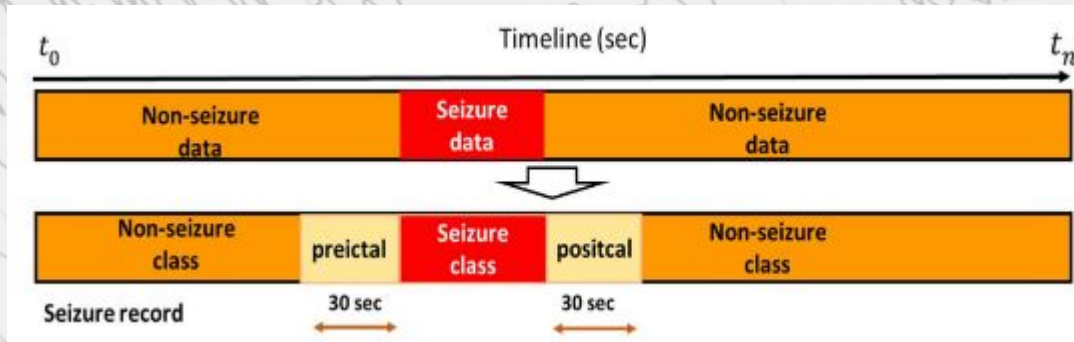 t0 Timeline (sec) tn
Non-seizure
data
Seizure
data
Non-seizure
data
Non-seizure
class
preictal
Seizure
class
positcal
Non-seizure
class
30 sec
30 sec
Seizure record